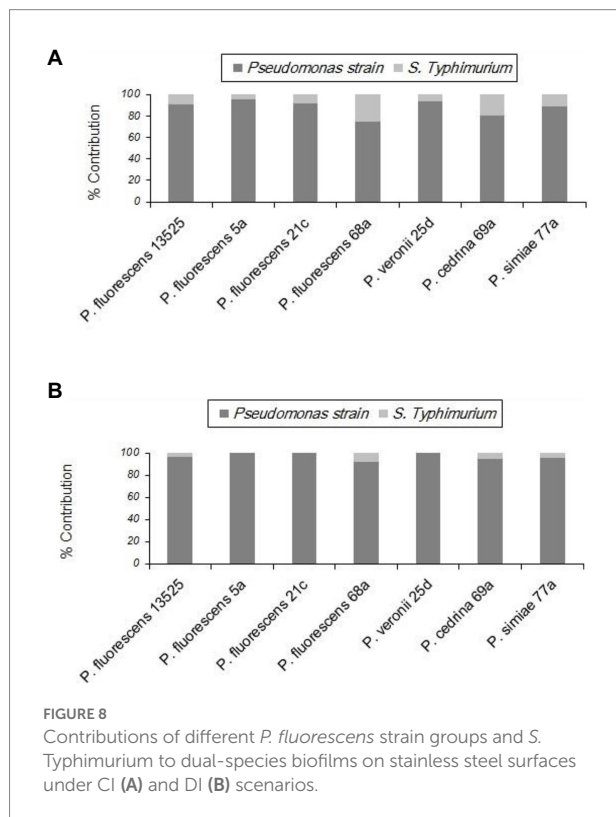 A
Pseudomonas strain S. Typhimurium
% Contribution
100
80
60
40
20
0
P. fluorescens 13525
P. fluorescens 5a
P. fluorescens 21c
P. fluorescens 68a
P. veronii 25d
P. cedrina 69a
P. simiae 77a
B
Pseudomonas strain S. Typhimurium
% Contribution
100
80
60
40
20
0
P. fluorescens 13525
P. fluorescens 5a
P. fluorescens 21c
P. fluorescens 68a
P. veronii 25d
P. cedrina 69a
P. simiae 77a
FIGURE 8
Contributions of different P. fluorescens strain groups and S.
Typhimurium to dual-species biofilms on stainless steel surfaces
under CI (A) and DI (B) scenarios.